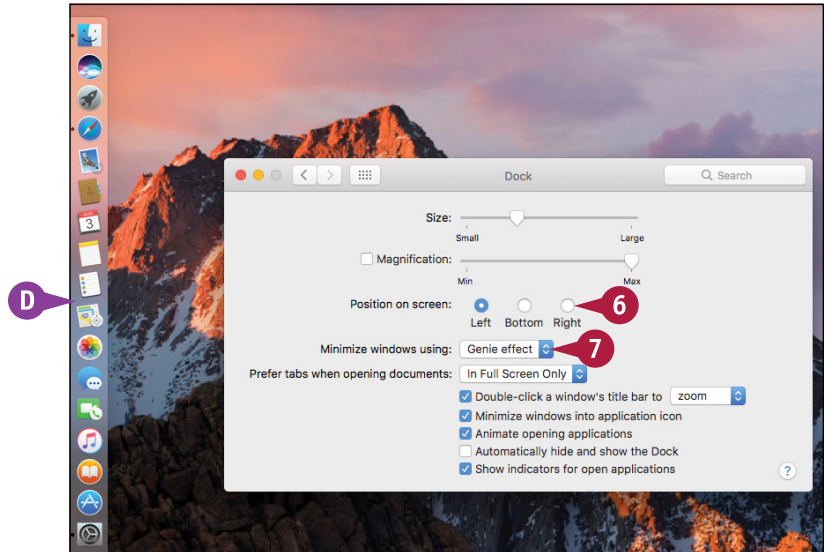 Dock
Search
Size:
Small Large
Magnification:
Min Max
Position on screen:
Left Bottom Right
6
Minimize windows using: Genie effect
7
Prefer tabs when opening documents: In Full Screen Only
Double-click a window's title bar to zoom
Minimize windows into application icon
Animate opening applications
Automatically hide and show the Dock
Show indicators for open applications
?
D
3